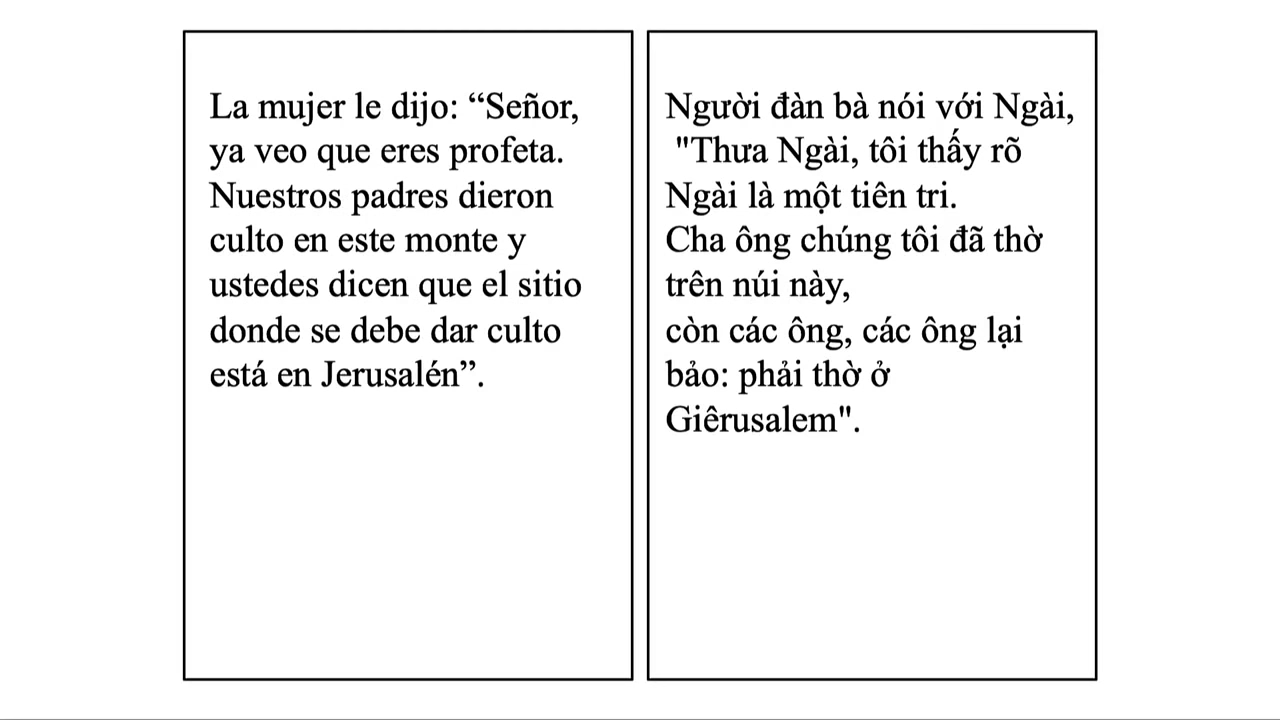 La mujer le dijo: “Señor,
ya veo que eres profeta.
Nuestros padres dieron
culto en este monte y
ustedes dicen que el sitio
donde se debe dar culto
está en Jerusalén”.
Người đàn bà nói với Ngài,
"Thưa Ngài, tôi thấy rõ
Ngài là một tiên tri.
Cha ông chúng tôi đã thờ
trên núi này,
còn các ông, các ông lại
bảo: phải thờ ở
Giêrusalem".